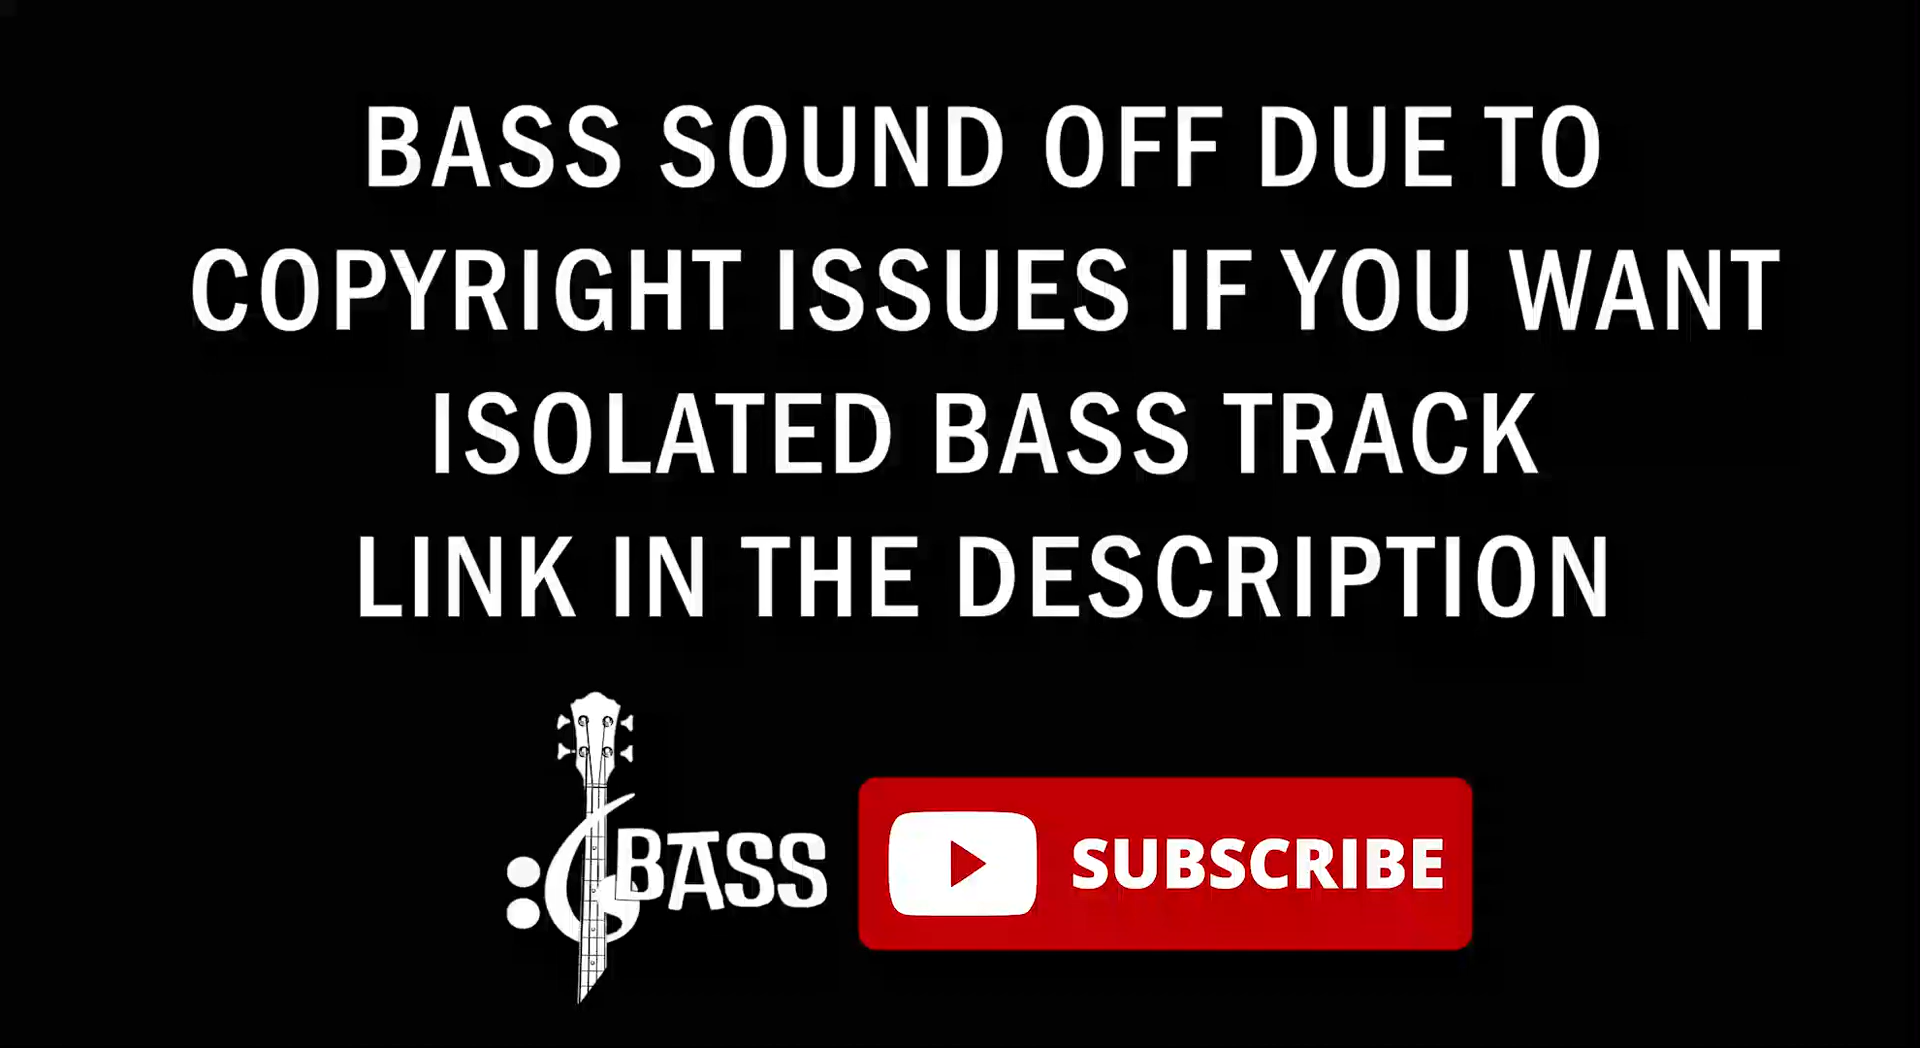 BASS SOUND OFF DUE TO
COPYRIGHT ISSUES IF YOU WANT
ISOLATED BASS TRACK
LINK IN THE DESCRIPTION
BASS
SUBSCRIBE